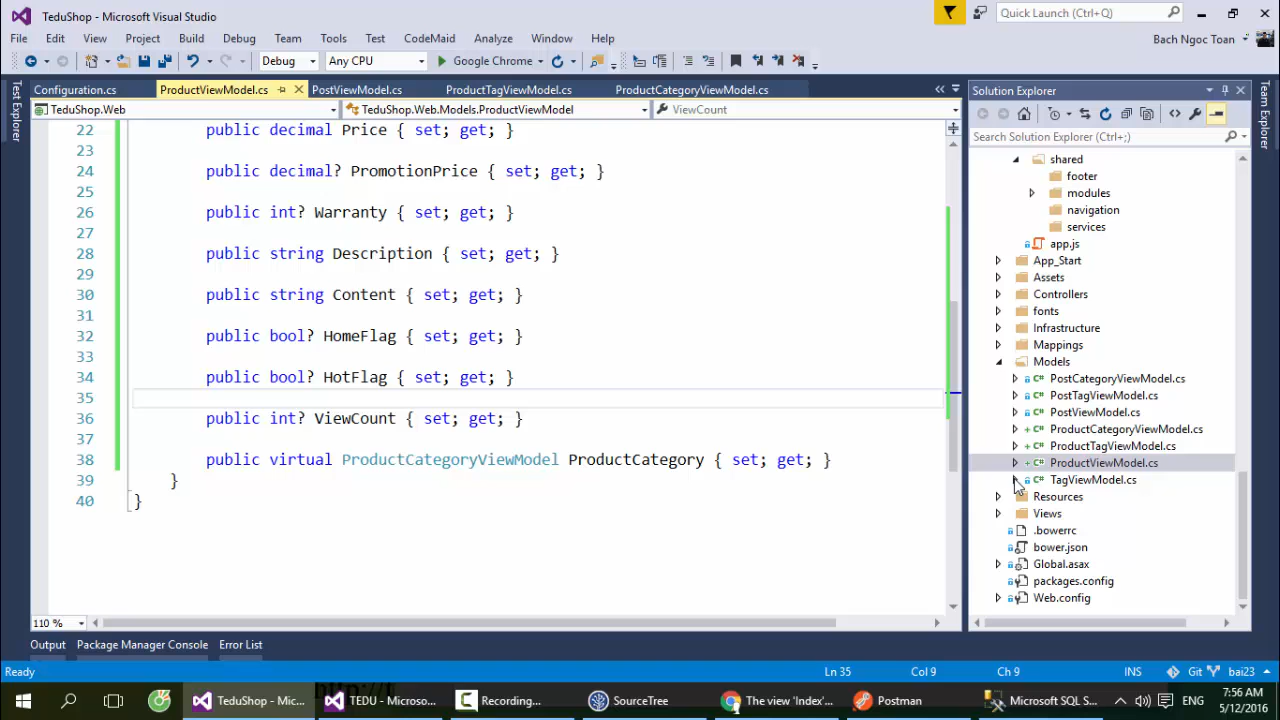 TeduShop - Microsoft Visual Studio
Quick Launch (Ctrl+Q)
File Edit View Project Build Debug Team Tools Test CodeMaid Analyze Window Help
Bach Ngoc Toan
Debug Any CPU Google Chrome
Test Explorer
Team Explorer
Configuration.cs ProductViewModel.cs PostViewModel.cs ProductTagViewModel.cs ProductCategoryViewModel.cs
TeduShop.Web TeduShop.Web.Models.ProductViewModel ViewCount
22 public decimal Price { set; get; }
23
24 public decimal? PromotionPrice { set; get; }
25
26 public int? Warranty { set; get; }
27
28 public string Description { set; get; }
29
30 public string Content { set; get; }
31
32 public bool? HomeFlag { set; get; }
33
34 public bool? HotFlag { set; get; }
35
36 public int? ViewCount { set; get; }
37
38 public virtual ProductCategoryViewModel ProductCategory { set; get; }
39 }
40 }
110 %
Solution Explorer
Search Solution Explorer (Ctrl+;)
shared
footer
modules
navigation
services
app.js
App_Start
Assets
Controllers
fonts
Infrastructure
Mappings
Models
PostCategoryViewModel.cs
PostTagViewModel.cs
PostViewModel.cs
ProductCategoryViewModel.cs
ProductTagViewModel.cs
ProductViewModel.cs
TagViewModel.cs
Resources
Views
.bowerrc
bower.json
Global.asax
packages.config
Web.config
Output Package Manager Console Error List
Ready Ln 35 Col 9 Ch 9 INS Git bai23
TeduShop - Mic... TEDU - Microso... Recording... SourceTree The view 'Index'... Postman Microsoft SQL S... ENG 7:56 AM
5/12/2016